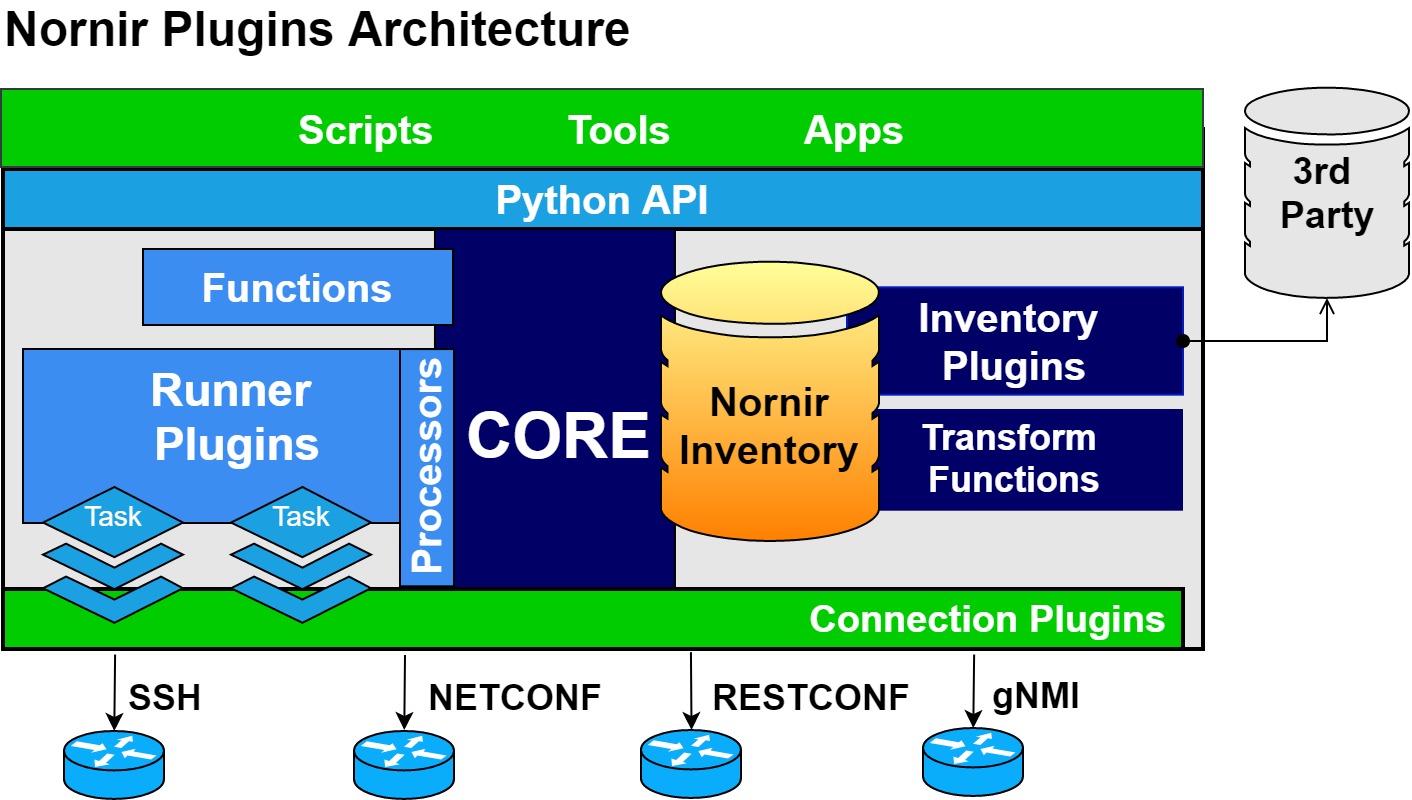 Nornir Plugins Architecture
Scripts Tools Apps
3rd
Party
Python API
Functions
Inventory
Plugins
Runner
Plugins
Processors
CORE
Nornir
Inventory
Transform
Functions
Task Task
Connection Plugins
SSH NETCONF RESTCONF gNMI